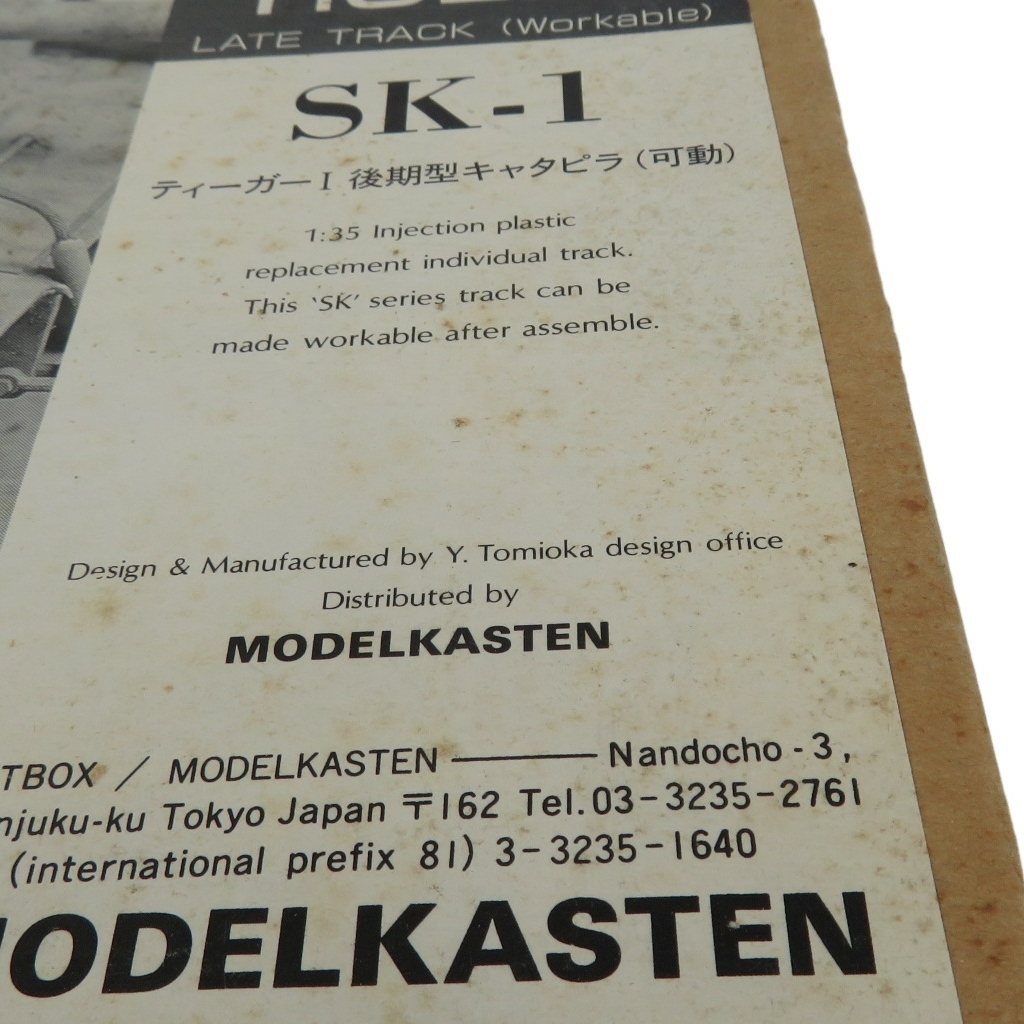 LATE TRACK (Workable)
SK-1
ティーガーI 後期型キャタピラ（可動）
1:35 Injection plastic
replacement individual track.
This 'SK' series track can be
made workable after assemble.
Design & Manufactured by Y. Tomioka design office
Distributed by
MODELKASTEN
TBOX / MODELKASTEN — Nandocho - 3,
njuku-ku Tokyo Japan 〒162 Tel. 03-3235-2761
(international prefix 81) 3-3235-1640
MODELKASTEN